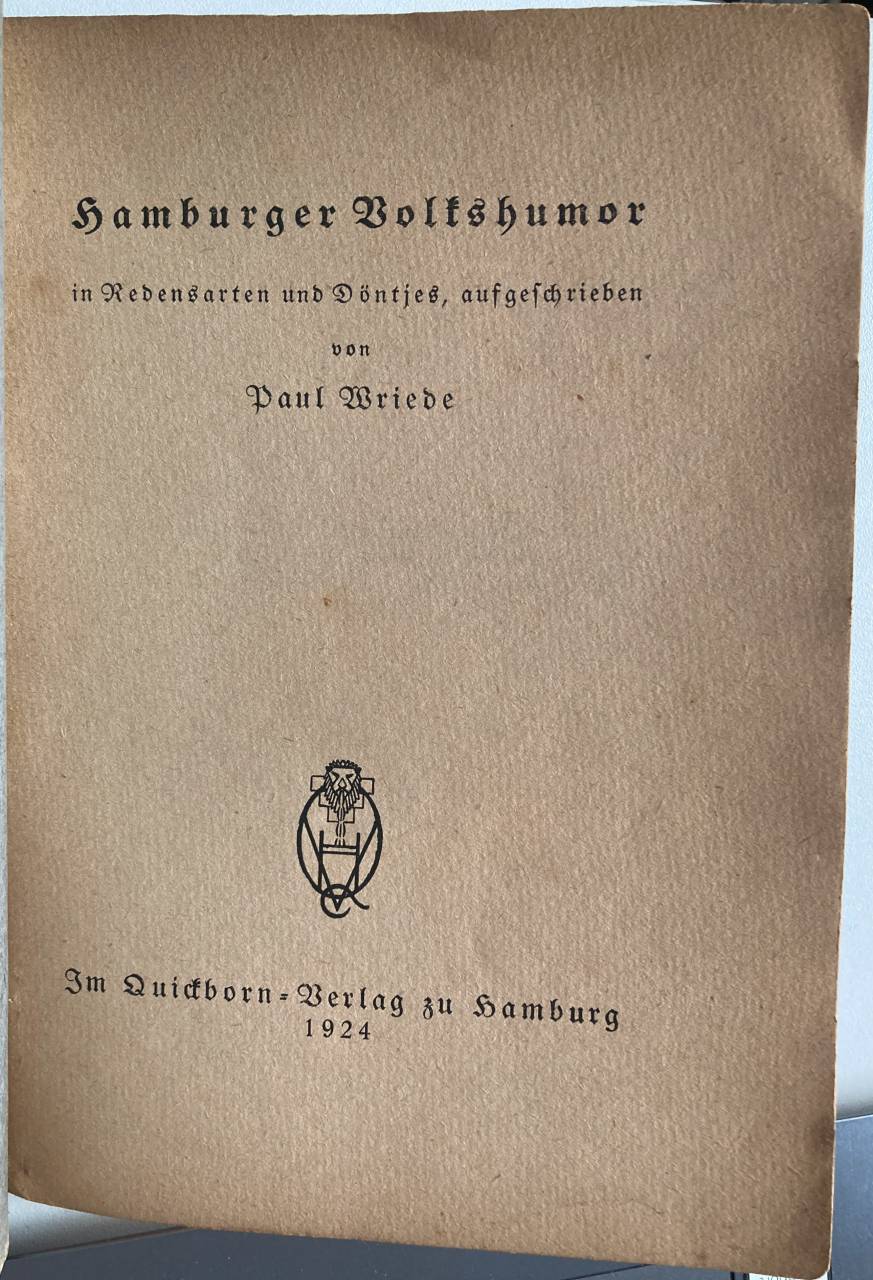 Hamburger Volkshumor
in Redensarten und Döntjes, aufgeſchrieben
von
Paul Wriede
Im Quickborn-Verlag zu Hamburg
1924